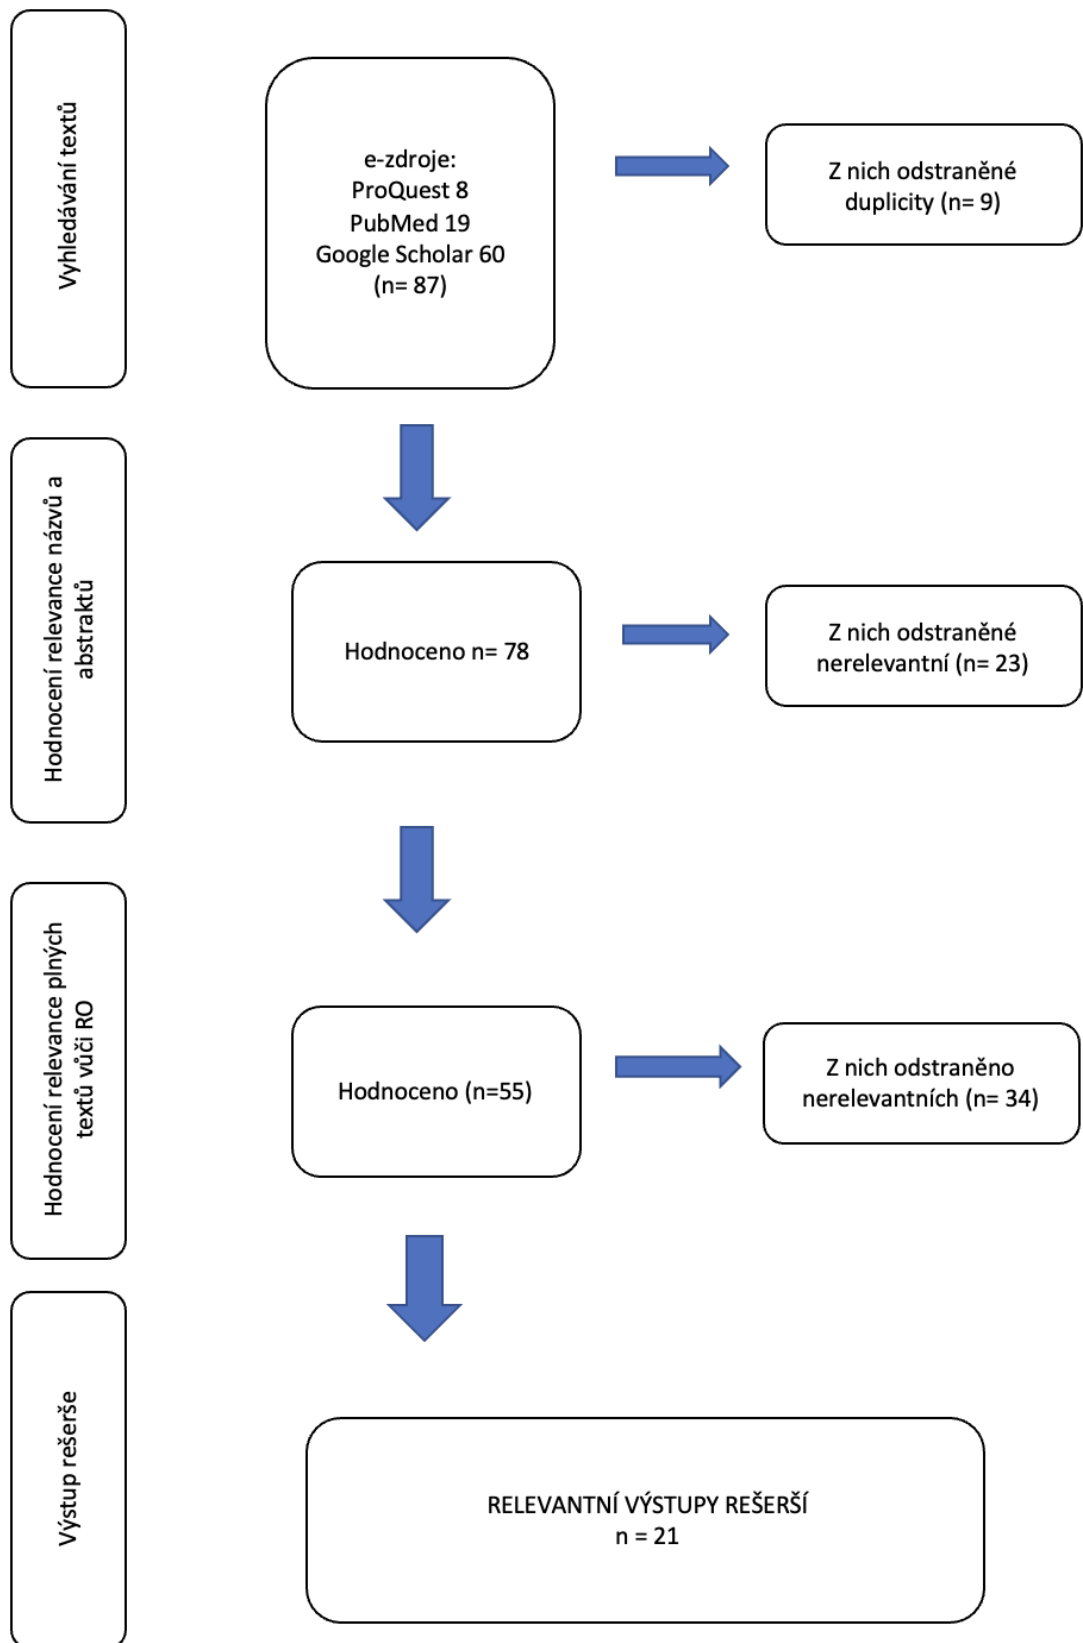 Vyhledávání textů
e-zdroje:
ProQuest 8
PubMed 19
Google Scholar 60
(n= 87)
Z nich odstraněné
duplicity (n= 9)
Hodnocení relevance názvů a
abstraktů
Hodnoceno n= 78
Z nich odstraněné
nerelevantní (n= 23)
Hodnocení relevance plných
textů vůči RO
Hodnoceno (n=55)
Z nich odstraněno
nerelevantních (n= 34)
Výstup rešerše
RELEVANTNÍ VÝSTUPY REŠERŠÍ
n = 21